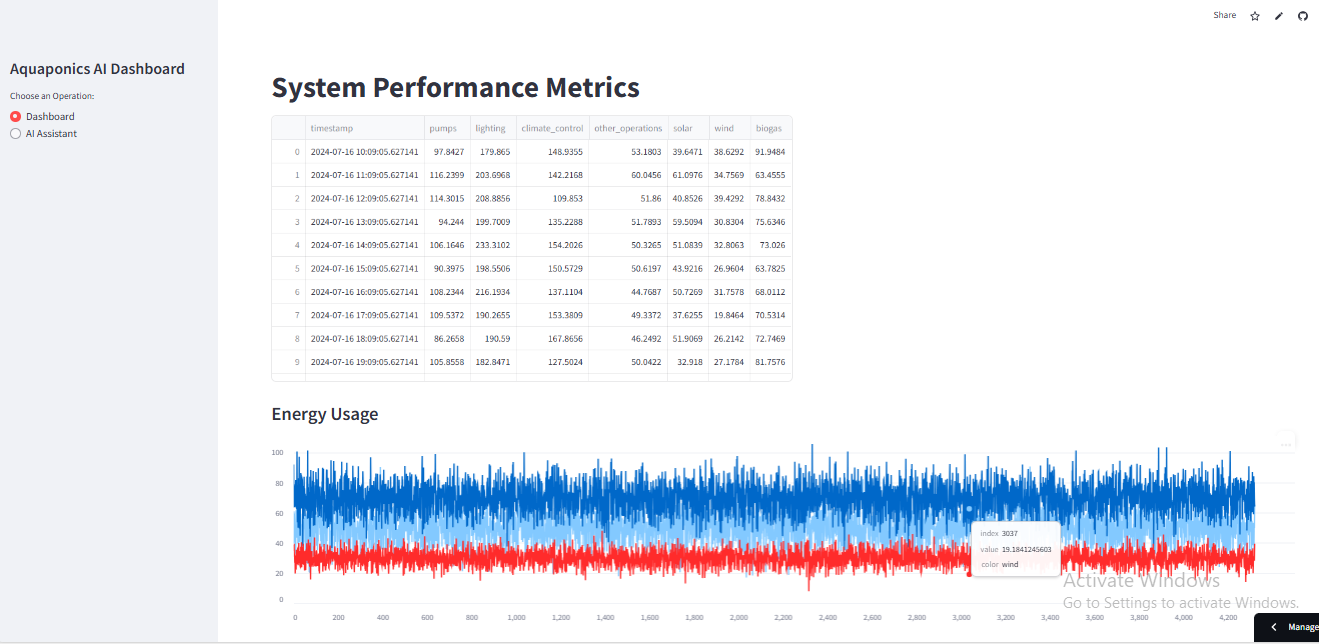 Share
Aquaponics AI Dashboard
Choose an Operation:
Dashboard
AI Assistant
System Performance Metrics
timestamp pumps lighting climate_control other_operations solar wind biogas
0 2024-07-16 10:09:05.627141 97.8427 179.865 148.9355 53.1803 39.6471 38.6292 91.9484
1 2024-07-16 11:09:05.627141 116.2399 203.6968 142.2168 60.0456 61.0976 34.7569 63.4555
2 2024-07-16 12:09:05.627141 114.3015 208.8856 109.853 51.86 40.8526 39.4292 78.8432
3 2024-07-16 13:09:05.627141 94.244 199.7009 135.2288 51.7893 59.5094 30.8304 75.6346
4 2024-07-16 14:09:05.627141 106.1646 233.3102 154.2026 50.3265 51.0839 32.8063 73.026
5 2024-07-16 15:09:05.627141 90.3975 198.5506 150.5729 50.6197 43.9216 26.9604 63.7825
6 2024-07-16 16:09:05.627141 108.2344 216.1934 137.1104 44.7687 50.7269 31.7578 68.0112
7 2024-07-16 17:09:05.627141 109.5372 190.2655 153.3809 49.3372 37.6255 19.8464 70.5314
8 2024-07-16 18:09:05.627141 86.2658 190.59 167.8656 46.2492 51.9069 26.2142 72.7469
9 2024-07-16 19:09:05.627141 105.8558 182.8471 127.5024 50.0422 32.918 27.1784 81.7576
Energy Usage
100
80
60
40
20
0
index 3037
value 19.1841245603
color wind
0 200 400 600 800 1,000 1,200 1,400 1,600 1,800 2,000 2,200 2,400 2,600 2,800 3,000 3,200 3,400 3,600 3,800 4,000 4,200
Activate Windows
Go to Settings to activate Windows.
Manage